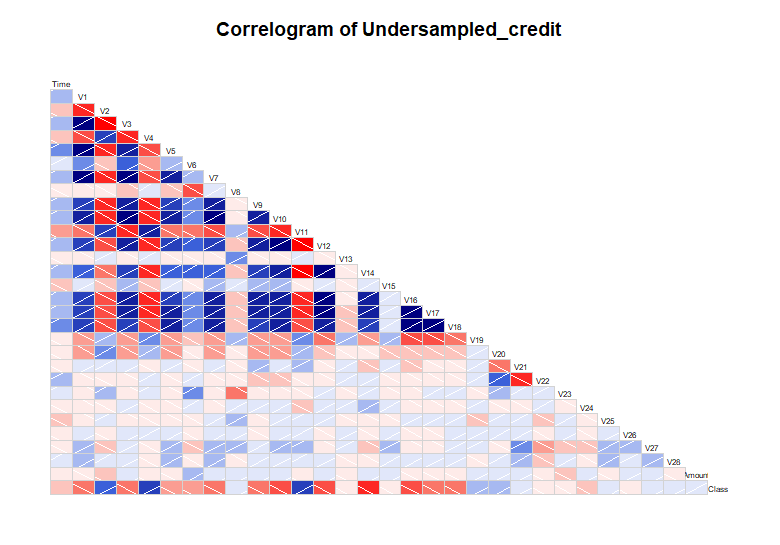 Correlogram of Undersampled_credit
Time
V1
V2
V3
V4
V5
V6
V7
V8
V9
V10
V11
V12
V13
V14
V15
V16
V17
V18
V19
V20
V21
V22
V23
V24
V25
V26
V27
V28
Amount
Class